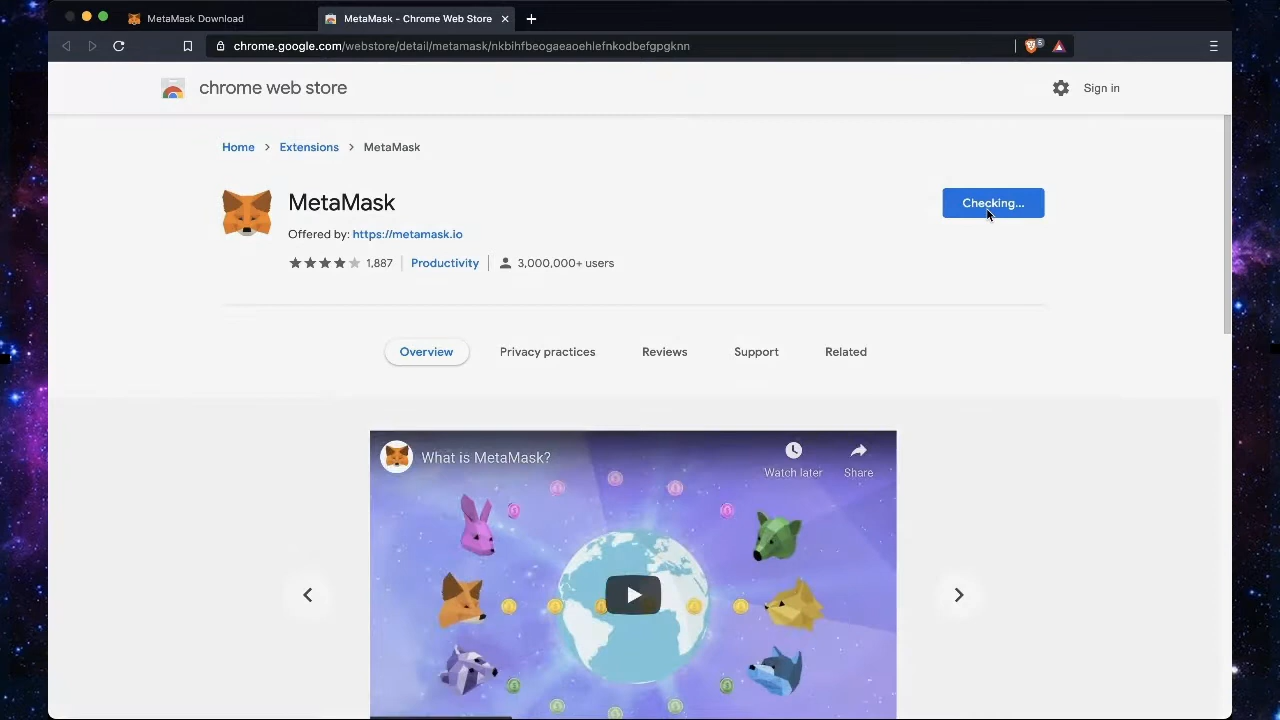 MetaMask Download
MetaMask - Chrome Web Store
chrome.google.com/webstore/detail/metamask/nkbihfbeogaeaoehlefnkodbefgpgknn
5
chrome web store
Sign in
Home
Extensions
MetaMask
MetaMask
Checking...
Offered by: https://metamask.io
1,887
Productivity
3,000,000+ users
Overview
Privacy practices
Reviews
Support
Related
What is MetaMask?
Watch later
Share